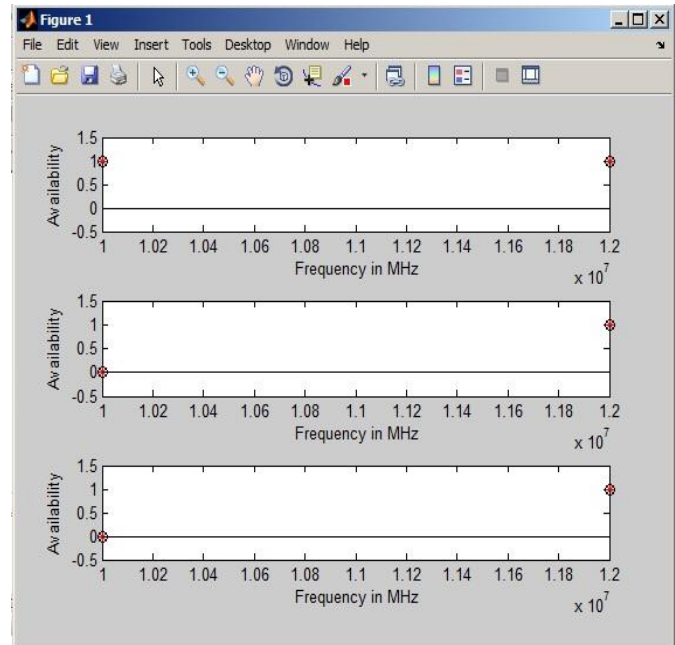 Figure 1
File Edit View Insert Tools Desktop Window Help
1.5
1
0.5
0
-0.5
Availability
1 1.02 1.04 1.06 1.08 1.1 1.12 1.14 1.16 1.18 1.2
Frequency in MHz
x 10^7
1.5
1
0.5
0
-0.5
Availability
1 1.02 1.04 1.06 1.08 1.1 1.12 1.14 1.16 1.18 1.2
Frequency in MHz
x 10^7
1.5
1
0.5
0
-0.5
Availability
1 1.02 1.04 1.06 1.08 1.1 1.12 1.14 1.16 1.18 1.2
Frequency in MHz
x 10^7